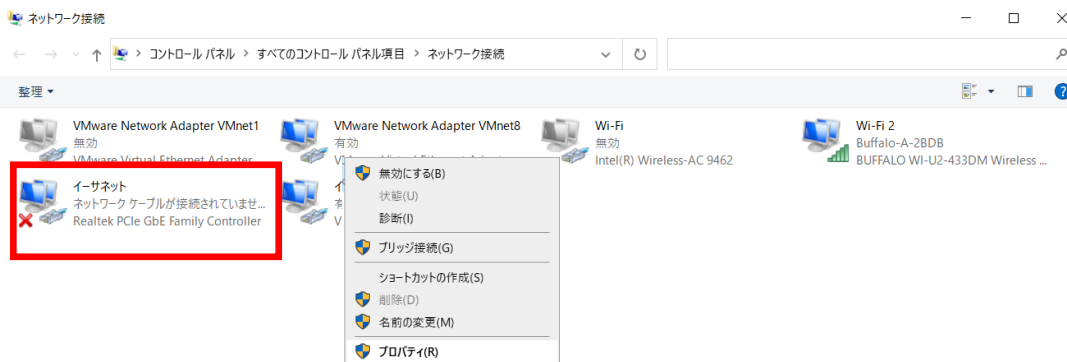 ネットワーク接続
コントロール パネル > すべてのコントロール パネル項目 > ネットワーク接続
整理
VMware Network Adapter VMnet1
無効
VMware Virtual Ethernet Adapter
VMware Network Adapter VMnet8
有効
Wi-Fi
無効
Intel(R) Wireless-AC 9462
Wi-Fi 2
Buffalo-A-2BDB
BUFFALO WI-U2-433DM Wireless ...
イーサネット
ネットワーク ケーブルが接続されていませ...
Realtek PCIe GbE Family Controller
無効にする(B)
状態(U)
診断(I)
ブリッジ接続(G)
ショートカットの作成(S)
削除(D)
名前の変更(M)
プロパティ(R)